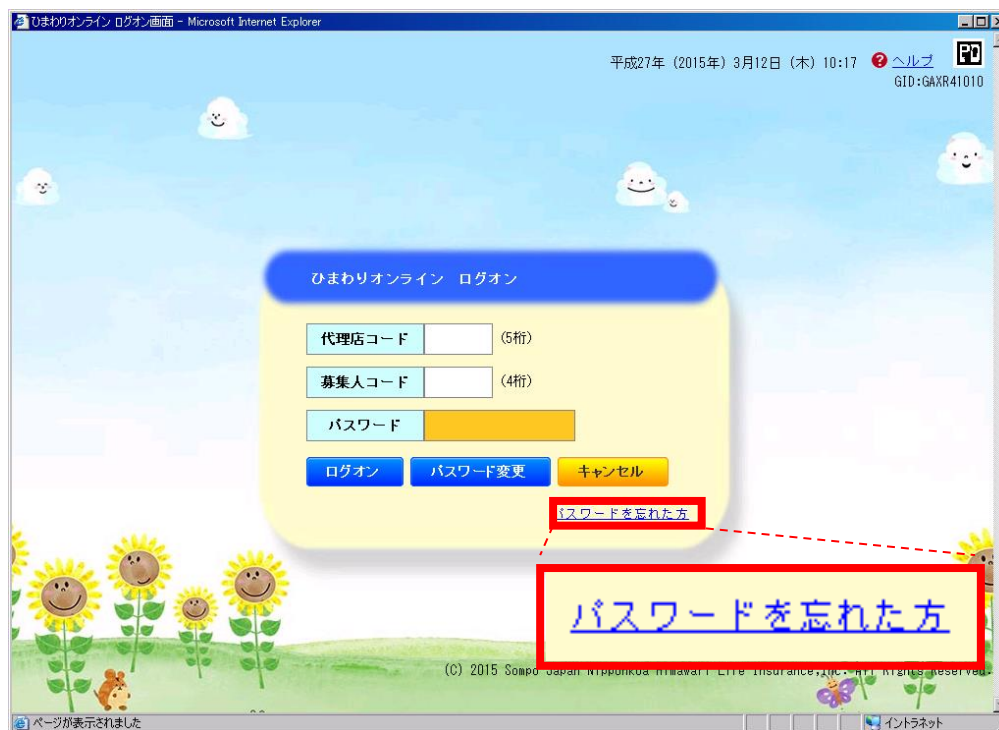 ひまわりオンライン ログオン画面 - Microsoft Internet Explorer
平成27年 (2015年) 3月12日 (木) 10:17 ? ヘルプ PD
GID:GAXR41010
ひまわりオンライン ログオン
代理店コード (5桁)
募集人コード (4桁)
パスワード
ログオン パスワード変更 キャンセル
パスワードを忘れた方
パスワードを忘れた方
(C) 2015 Sompo Japan Nipponkoa Himawari Life Insurance,Inc. All Rights Reserved.
ページが表示されました イントラネット